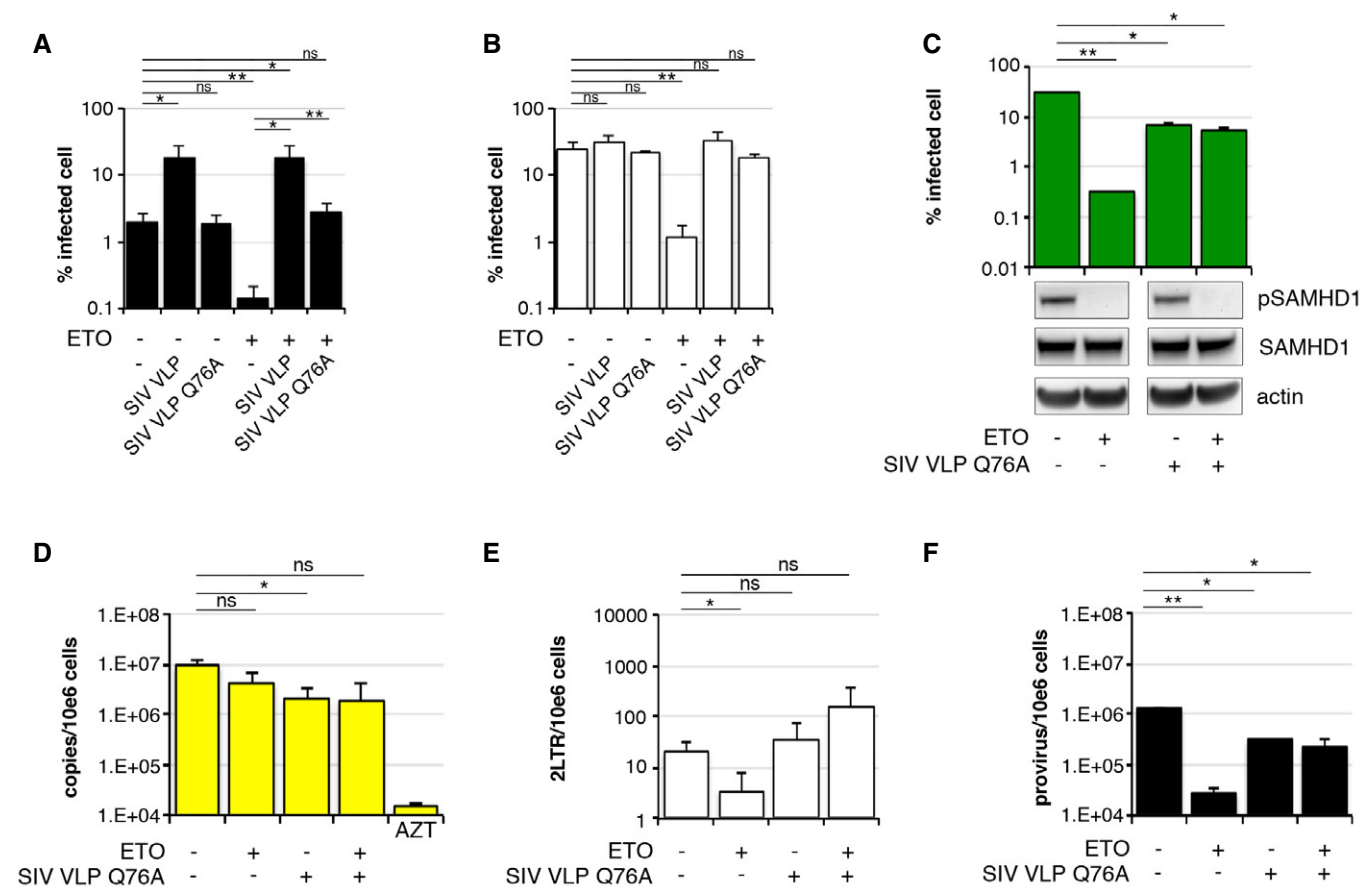 A
ns
*
**
ns
*
**
*
% infected cell
100
10
1
0.1
ETO - - - + + +
- SIV VLP SIV VLP Q76A - SIV VLP SIV VLP Q76A
B
ns
ns
**
ns
ns
% infected cell
100
10
1
0.1
ETO - - - + + +
- SIV VLP SIV VLP Q76A - SIV VLP SIV VLP Q76A
C
*
*
**
% infected cell
100
10
1
0.1
0.01
pSAMHD1
SAMHD1
actin
ETO - + - +
SIV VLP Q76A - - + +
D
ns
*
ns
copies/10e6 cells
1.E+08
1.E+07
1.E+06
1.E+05
1.E+04
AZT
ETO - + - +
SIV VLP Q76A - - + +
E
ns
ns
*
2LTR/10e6 cells
10000
1000
100
10
1
ETO - + - +
SIV VLP Q76A - - + +
F
*
*
**
provirus/10e6 cells
1.E+08
1.E+07
1.E+06
1.E+05
1.E+04
ETO - + - +
SIV VLP Q76A - - + +